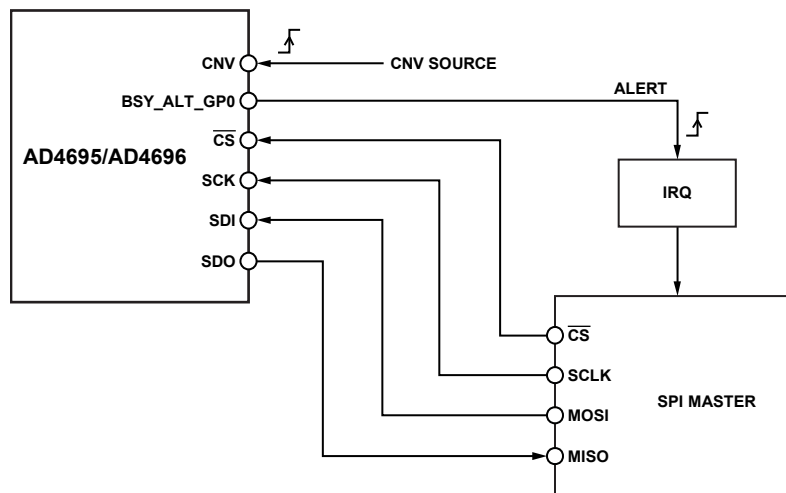 CNV
CNV SOURCE
BSY_ALT_GP0
ALERT
CS
AD4695/AD4696
SCK
IRQ
SDI
SDO
CS
SCLK
SPI MASTER
MOSI
MISO